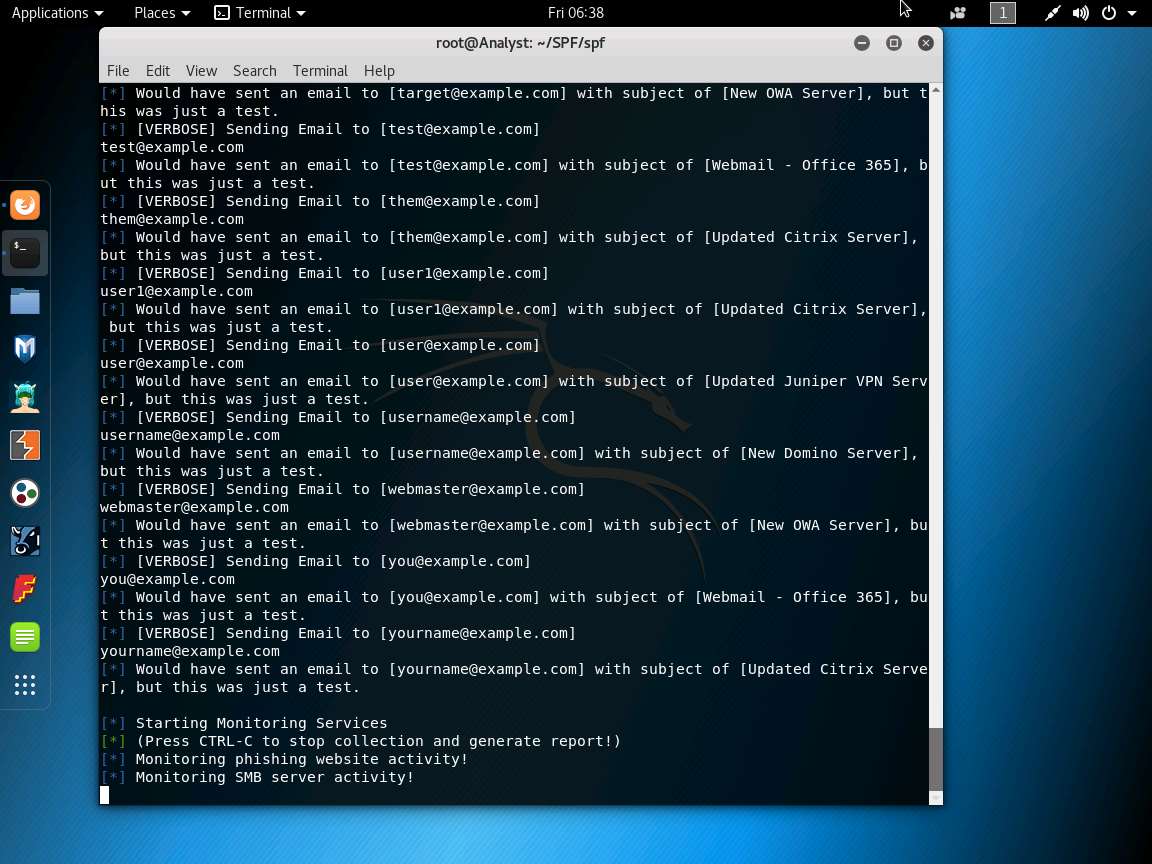 Applications Places Terminal Fri 06:38 1
root@Analyst: ~/SPF/spf
File Edit View Search Terminal Help
[*] Would have sent an email to [target@example.com] with subject of [New OWA Server], but t
his was just a test.
[*] [VERBOSE] Sending Email to [test@example.com]
test@example.com
[*] Would have sent an email to [test@example.com] with subject of [Webmail - Office 365], b
ut this was just a test.
[*] [VERBOSE] Sending Email to [them@example.com]
them@example.com
[*] Would have sent an email to [them@example.com] with subject of [Updated Citrix Server],
but this was just a test.
[*] [VERBOSE] Sending Email to [user1@example.com]
user1@example.com
[*] Would have sent an email to [user1@example.com] with subject of [Updated Citrix Server],
 but this was just a test.
[*] [VERBOSE] Sending Email to [user@example.com]
user@example.com
[*] Would have sent an email to [user@example.com] with subject of [Updated Juniper VPN Serv
er], but this was just a test.
[*] [VERBOSE] Sending Email to [username@example.com]
username@example.com
[*] Would have sent an email to [username@example.com] with subject of [New Domino Server],
but this was just a test.
[*] [VERBOSE] Sending Email to [webmaster@example.com]
webmaster@example.com
[*] Would have sent an email to [webmaster@example.com] with subject of [New OWA Server], bu
t this was just a test.
[*] [VERBOSE] Sending Email to [you@example.com]
you@example.com
[*] Would have sent an email to [you@example.com] with subject of [Webmail - Office 365], bu
t this was just a test.
[*] [VERBOSE] Sending Email to [yourname@example.com]
yourname@example.com
[*] Would have sent an email to [yourname@example.com] with subject of [Updated Citrix Serve
r], but this was just a test.
[*] Starting Monitoring Services
[*] (Press CTRL-C to stop collection and generate report!)
[*] Monitoring phishing website activity!
[*] Monitoring SMB server activity!